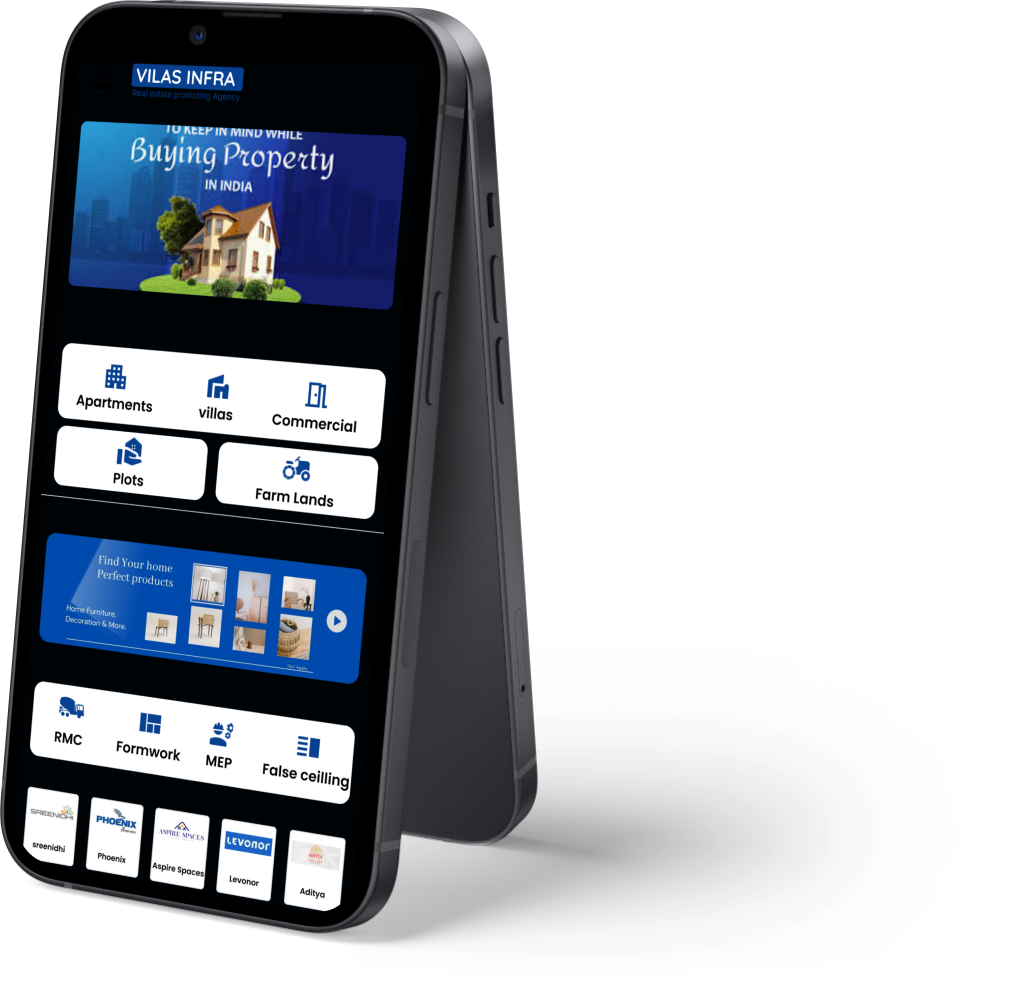 VILAS INFRA
Real estate promoting Agency
TO KEEP IN MIND WHILE
Buying Property
IN INDIA
Apartments
villas
Commercial
Plots
Farm Lands
Find Your home
Perfect products
Home Furniture,
Decoration & More.
RMC
Formwork
MEP
False ceilling
SREENIDHI
sreenidhi
PHOENIX
Phoenix
ASPIRE SPACES
Aspire Spaces
LEVONOR
Levonor
ADITYA
Aditya